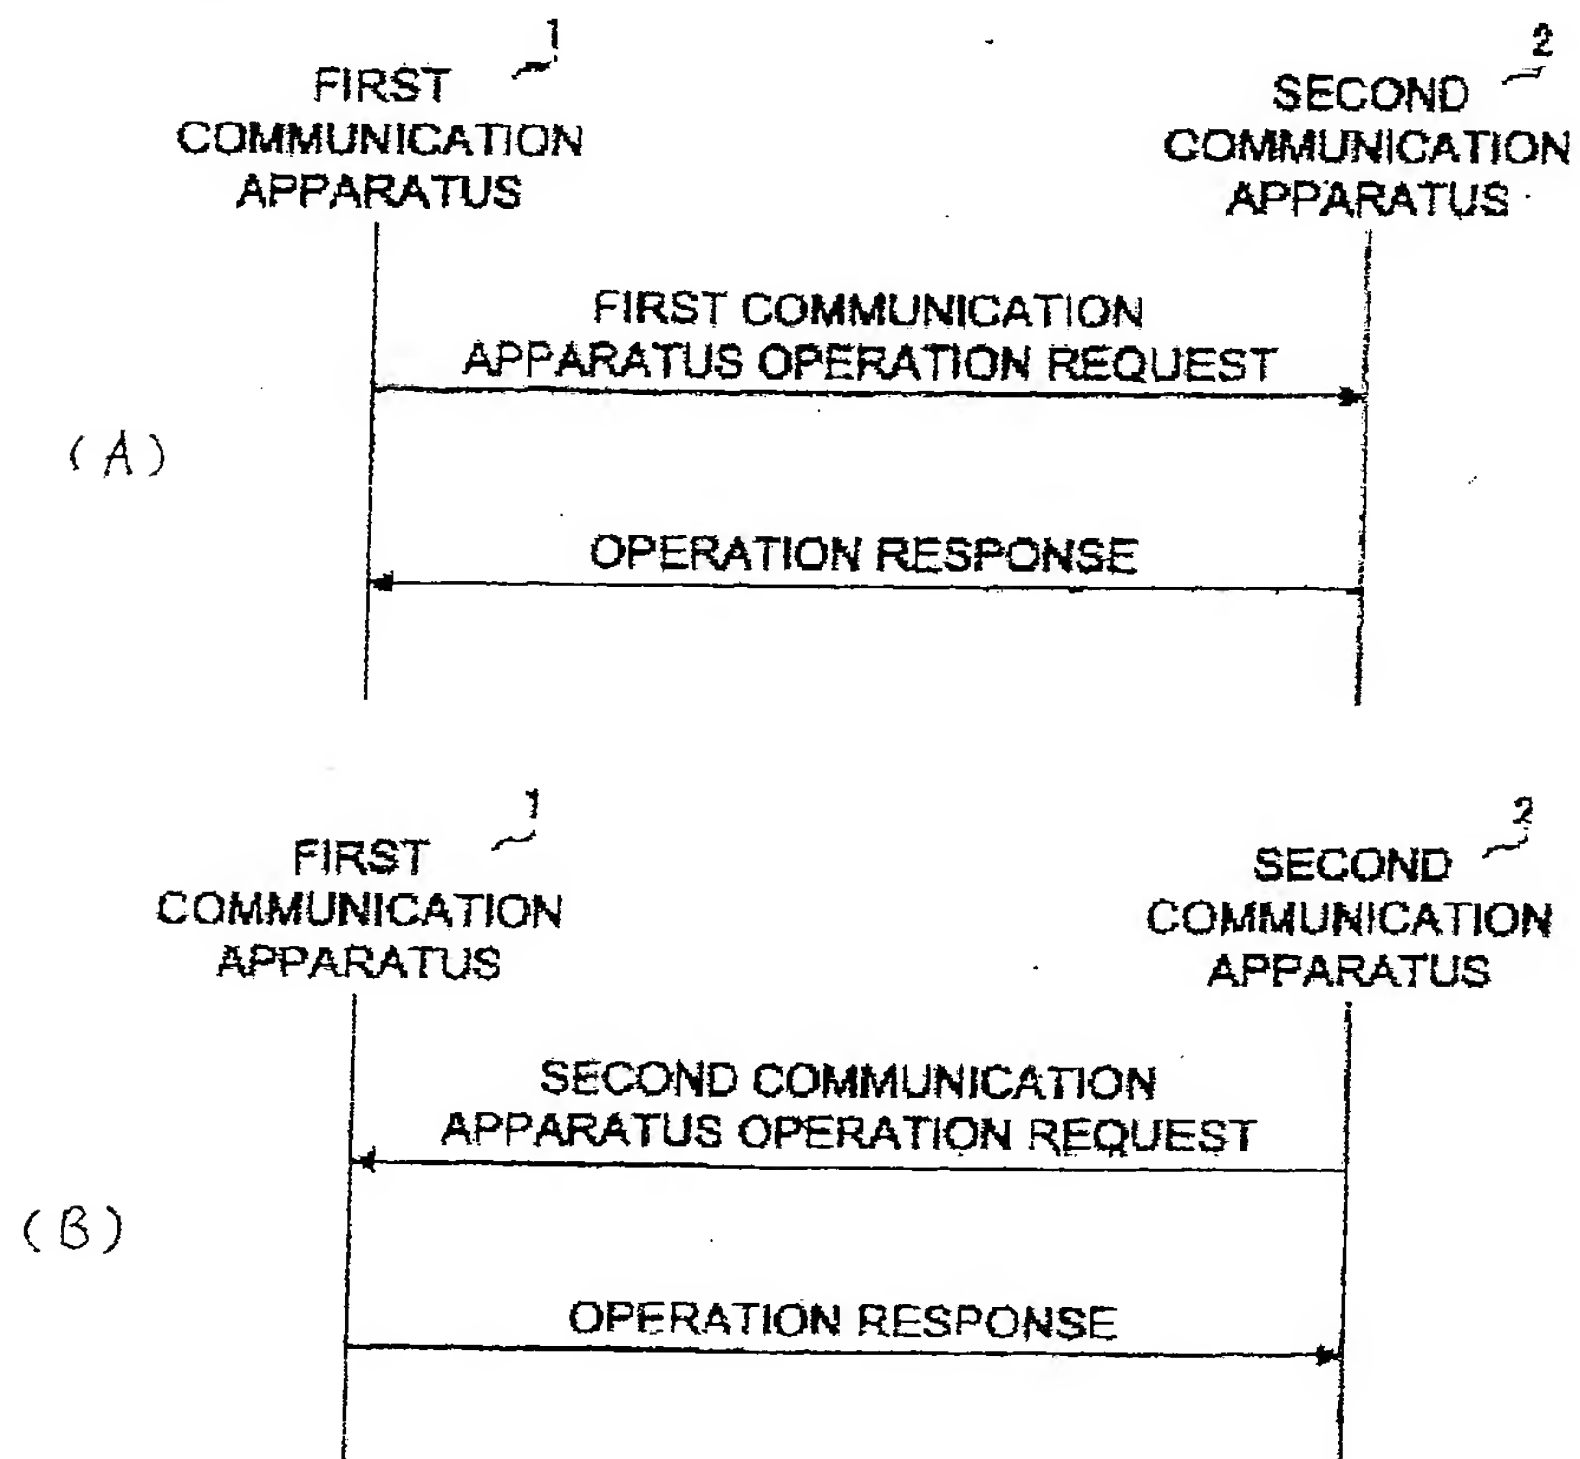 1
FIRST
COMMUNICATION
APPARATUS
2
SECOND
COMMUNICATION
APPARATUS
FIRST COMMUNICATION
APPARATUS OPERATION REQUEST
(A)
OPERATION RESPONSE
1
FIRST
COMMUNICATION
APPARATUS
2
SECOND
COMMUNICATION
APPARATUS
SECOND COMMUNICATION
APPARATUS OPERATION REQUEST
(B)
OPERATION RESPONSE